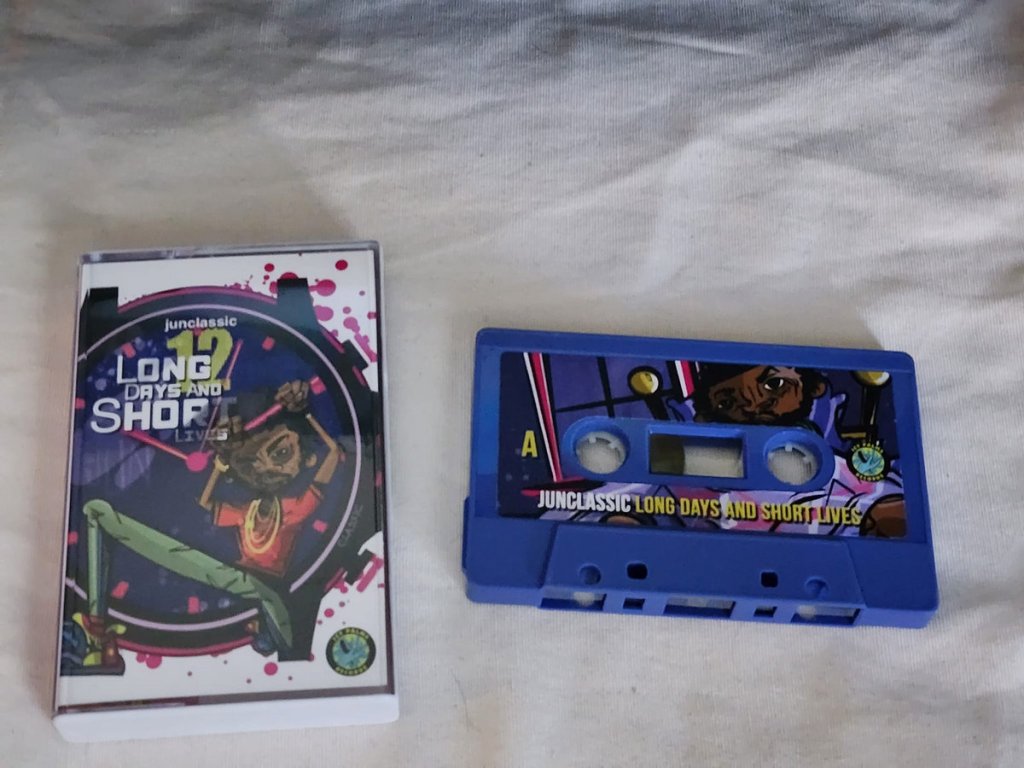 junclassic
12
LONG
DAYS AND
SHORT
LIVES
A
JUNCLASSIC LONG DAYS AND SHORT LIVES